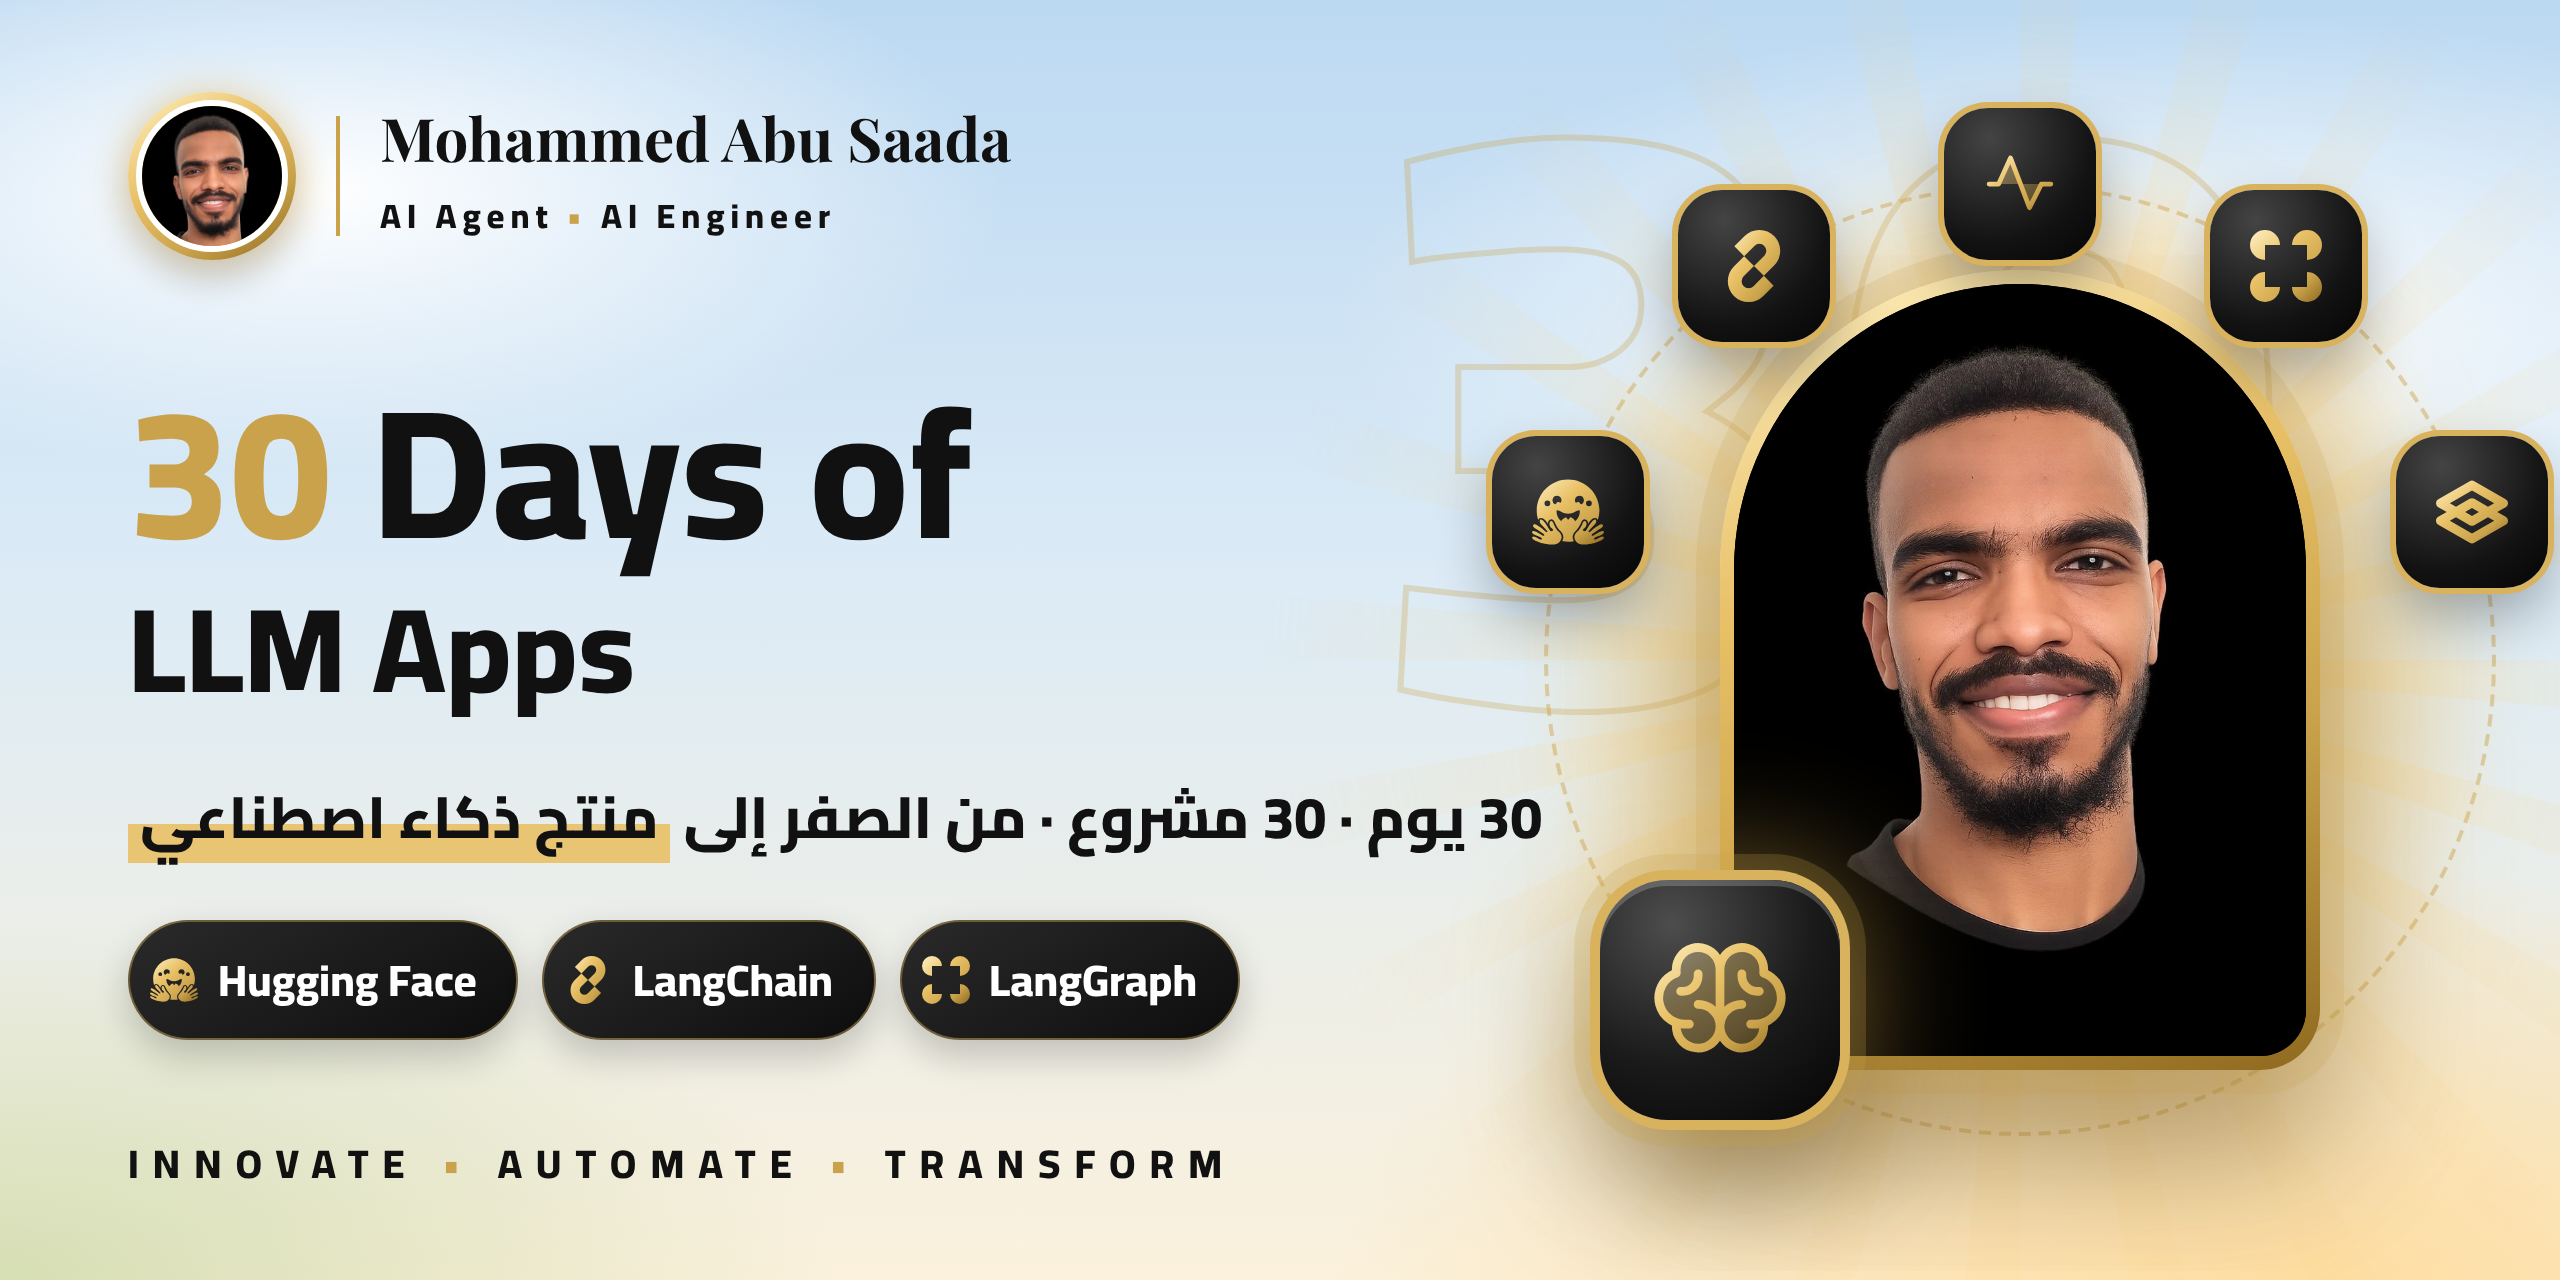 Mohammed Abu Saada
AI Agent ▪ AI Engineer
30 Days of
LLM Apps
30 يوم · 30 مشروع · من الصفر إلى منتج ذكاء اصطناعي
Hugging Face
LangChain
LangGraph
INNOVATE ▪ AUTOMATE ▪ TRANSFORM
30